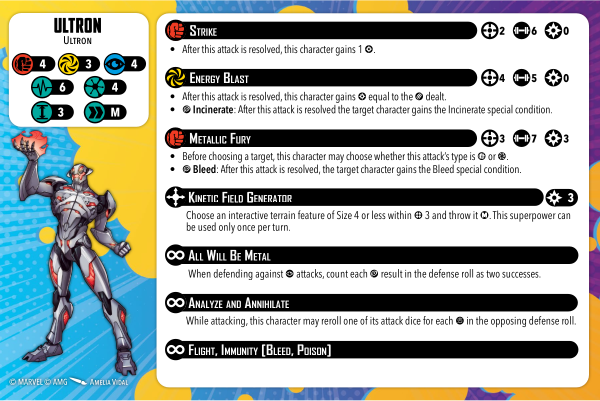 ULTRON
ULTRON
4 3 4
6 4
3 M
STRIKE 2 6 0
• After this attack is resolved, this character gains 1 .
ENERGY BLAST 4 5 0
• After this attack is resolved, this character gains equal to the dealt.
• Incinerate: After this attack is resolved the target character gains the Incinerate special condition.
METALLIC FURY 3 7 3
• Before choosing a target, this character may choose whether this attack's type is or .
• Bleed: After this attack is resolved, the target character gains the Bleed special condition.
KINETIC FIELD GENERATOR 3
Choose an interactive terrain feature of Size 4 or less within 3 and throw it M. This superpower can
be used only once per turn.
ALL WILL BE METAL
When defending against attacks, count each result in the defense roll as two successes.
ANALYZE AND ANNIHILATE
While attacking, this character may reroll one of its attack dice for each in the opposing defense roll.
FLIGHT, IMMUNITY [BLEED, POISON]
© MARVEL © AMG AMELIA VIDAL